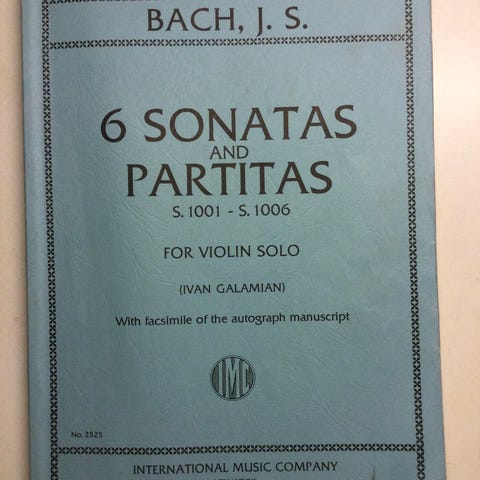 BACH, J. S.
6 SONATAS
AND
PARTITAS
S. 1001 - S. 1006
FOR VIOLIN SOLO
(IVAN GALAMIAN)
With facsimile of the autograph manuscript
IMC
No. 2525
INTERNATIONAL MUSIC COMPANY